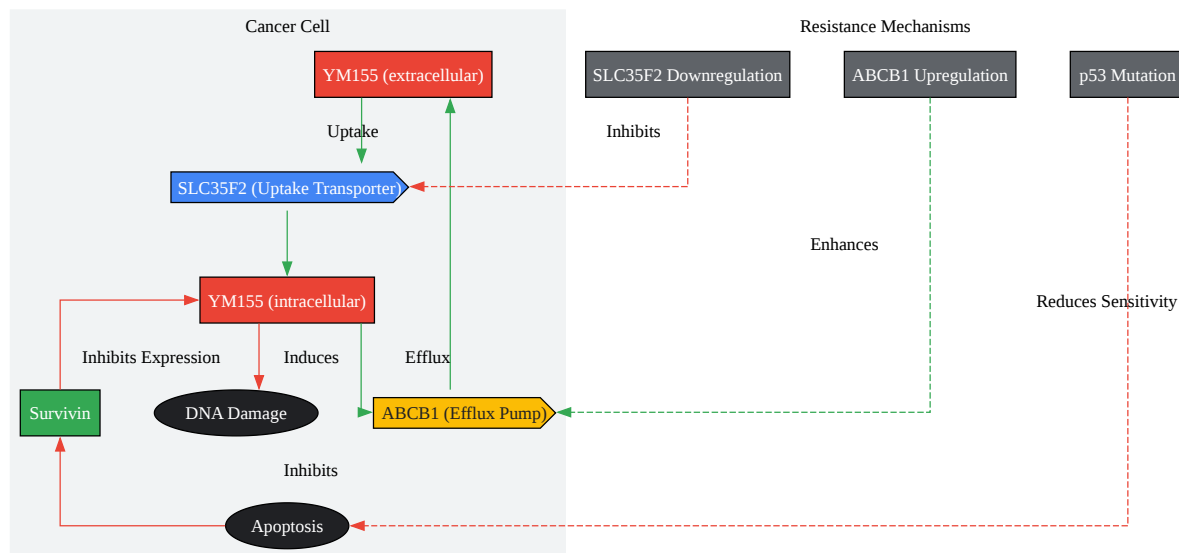 Cancer Cell
Resistance Mechanisms
YM155 (extracellular)
SLC35F2 Downregulation
ABCB1 Upregulation
p53 Mutation
Uptake
Inhibits
SLC35F2 (Uptake Transporter)
Enhances
YM155 (intracellular)
Reduces Sensitivity
Inhibits Expression
Induces
Efflux
Survivin
DNA Damage
ABCB1 (Efflux Pump)
Inhibits
Apoptosis